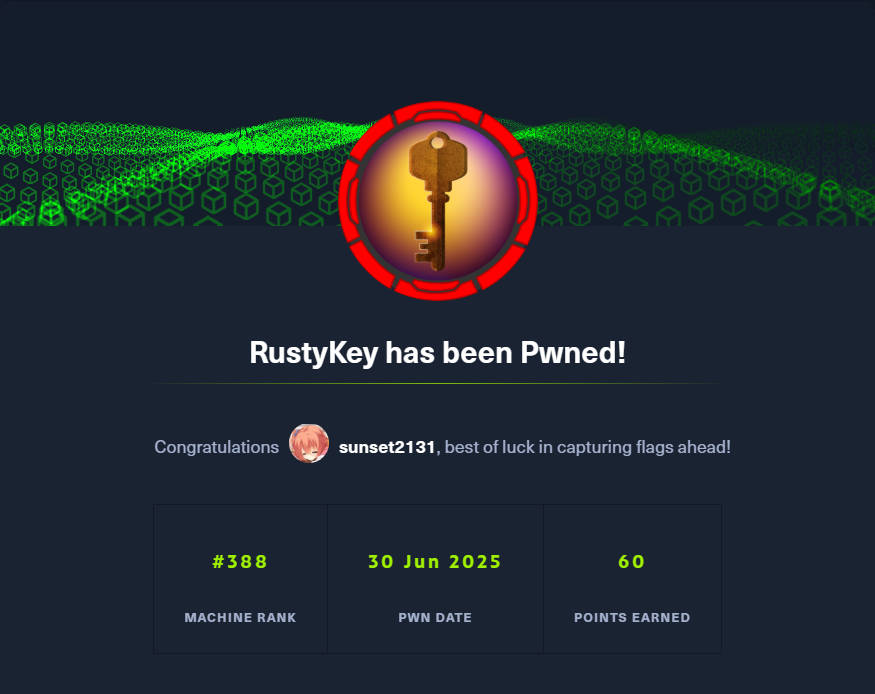 RustyKey has been Pwned!
Congratulations sunset2131, best of luck in capturing flags ahead!
#388 30 Jun 2025 60
MACHINE RANK PWN DATE POINTS EARNED